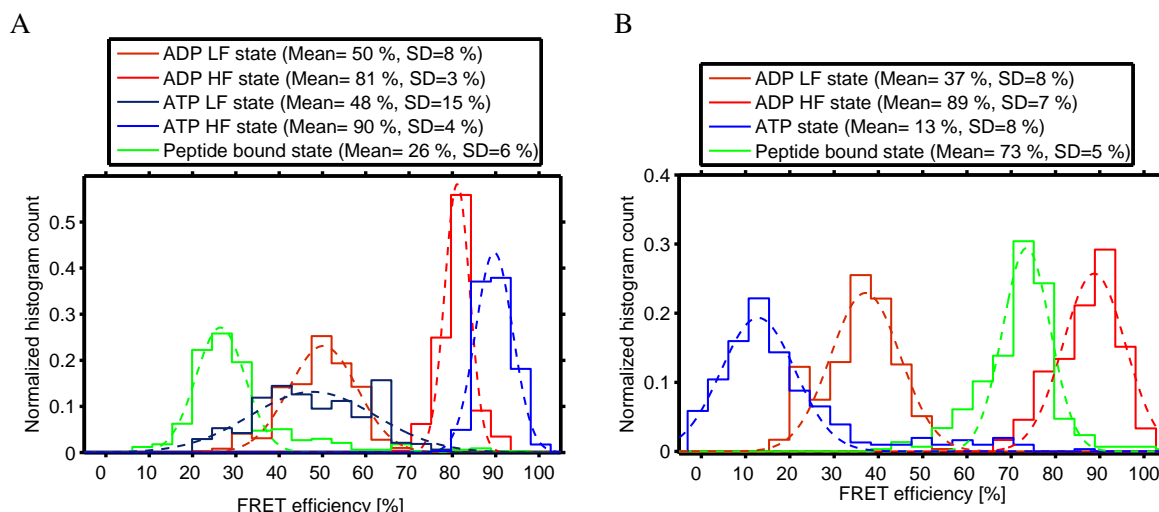 A
B
ADP LF state (Mean= 50 %, SD=8 %)
ADP HF state (Mean= 81 %, SD=3 %)
ATP LF state (Mean= 48 %, SD=15 %)
ATP HF state (Mean= 90 %, SD=4 %)
Peptide bound state (Mean= 26 %, SD=6 %)
Normalized histogram count
0.5
0.4
0.3
0.2
0.1
0
0 10 20 30 40 50 60 70 80 90 100
FRET efficiency [%]
ADP LF state (Mean= 37 %, SD=8 %)
ADP HF state (Mean= 89 %, SD=7 %)
ATP state (Mean= 13 %, SD=8 %)
Peptide bound state (Mean= 73 %, SD=5 %)
Normalized histogram count
0.4
0.3
0.2
0.1
0
0 10 20 30 40 50 60 70 80 90 100
FRET efficiency [%]